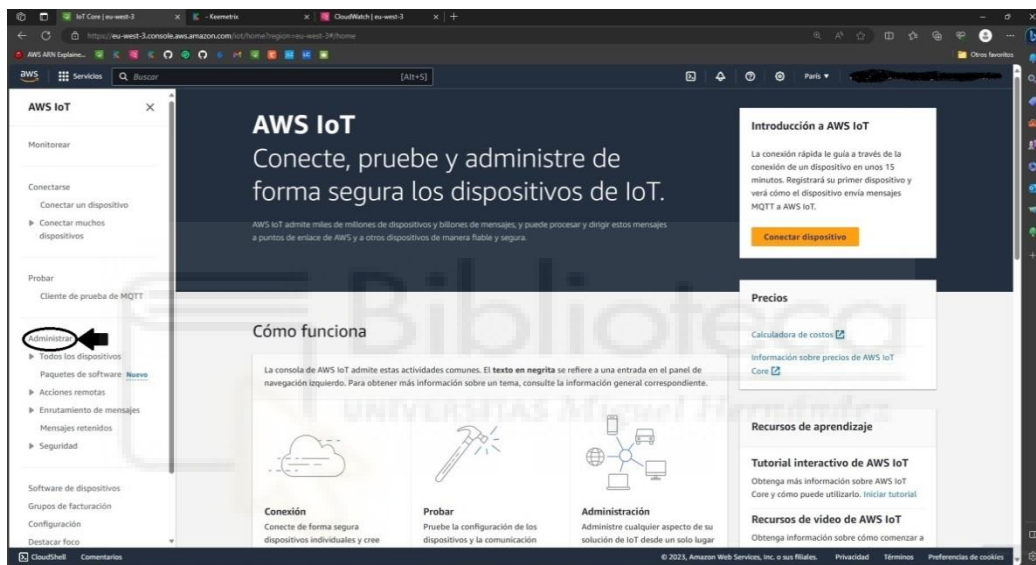 IoT Core | eu-west-3
- Keemetrix
CloudWatch | eu-west-3
https://eu-west-3.console.aws.amazon.com/iot/home?region=eu-west-3#/home
AWS ARN Explaine...
Otros favoritos
aws
Servicios
Buscar
[Alt+S]
París
AWS IoT
Monitorear
Conectarse
Conectar un dispositivo
Conectar muchos
dispositivos
Probar
Cliente de prueba de MQTT
Administrar
Todos los dispositivos
Paquetes de software Nuevo
Acciones remotas
Enrutamiento de mensajes
Mensajes retenidos
Seguridad
Software de dispositivos
Grupos de facturación
Configuración
Destacar foco
AWS IoT
Conecte, pruebe y administre de
forma segura los dispositivos de IoT.
AWS IoT admite miles de millones de dispositivos y billones de mensajes, y puede procesar y dirigir estos mensajes
a puntos de enlace de AWS y a otros dispositivos de manera fiable y segura.
Introducción a AWS IoT
La conexión rápida le guía a través de la
conexión de un dispositivo en unos 15
minutos. Registrará su primer dispositivo y
verá cómo el dispositivo envía mensajes
MQTT a AWS IoT.
Conectar dispositivo
Precios
Calculadora de costos
Información sobre precios de AWS IoT
Core
Cómo funciona
La consola de AWS IoT admite estas actividades comunes. El texto en negrita se refiere a una entrada en el panel de
navegación izquierdo. Para obtener más información sobre un tema, consulte la información general correspondiente.
Conexión
Conecte de forma segura
dispositivos individuales y cree
Probar
Pruebe la configuración de los
dispositivos y la comunicación
Administración
Administre cualquier aspecto de su
solución de IoT desde un solo lugar
Recursos de aprendizaje
Tutorial interactivo de AWS IoT
Obtenga más información sobre AWS IoT
Core y cómo puede utilizarlo. Iniciar tutorial
Recursos de video de AWS IoT
Obtenga información sobre cómo comenzar a
Biblioteca
UNIVERSITAS Miguel Hernández
CloudShell
Comentarios
© 2023, Amazon Web Services, Inc. o sus filiales.
Privacidad
Términos
Preferencias de cookies